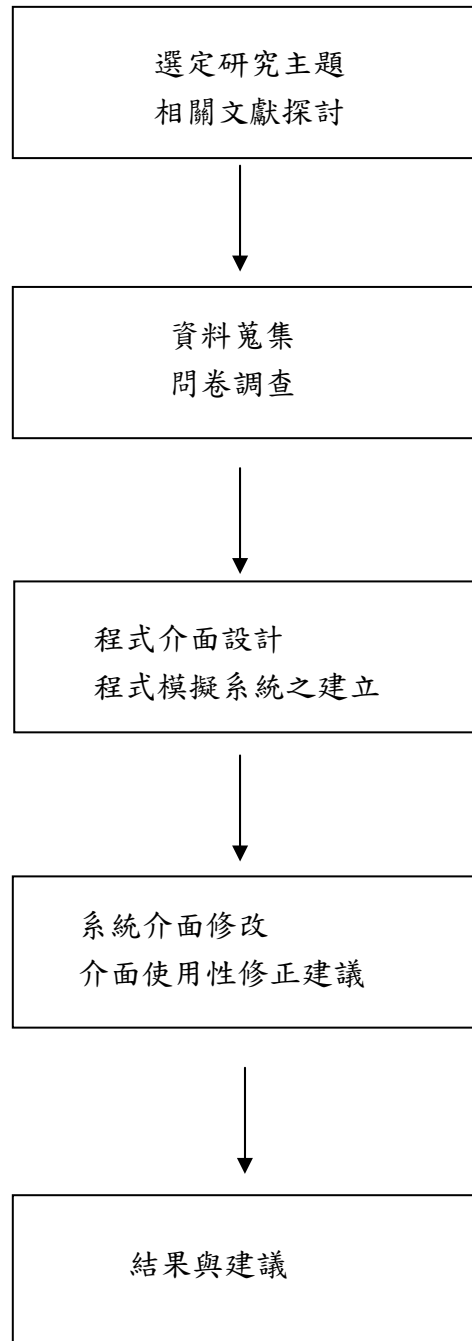 選定研究主題
相關文獻探討
資料蒐集
問卷調查
程式介面設計
程式模擬系統之建立
系統介面修改
介面使用性修正建議
結果與建議